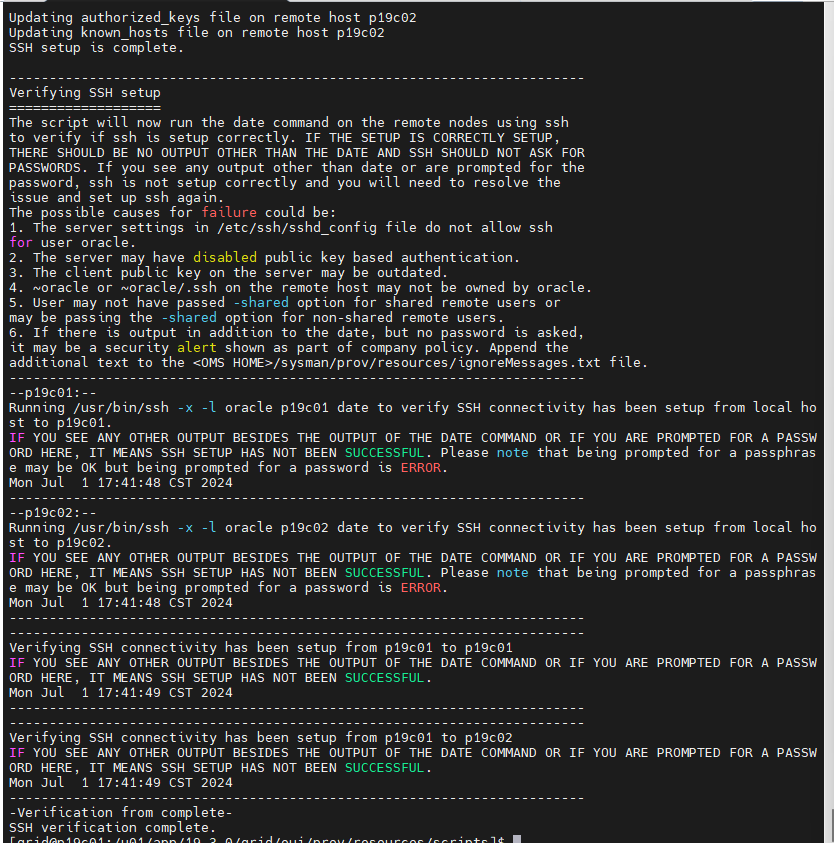 Updating authorized_keys file on remote host p19c02
Updating known_hosts file on remote host p19c02
SSH setup is complete.
------------------------------------------------------------------------
Verifying SSH setup
===================
The script will now run the date command on the remote nodes using ssh
to verify if ssh is setup correctly. IF THE SETUP IS CORRECTLY SETUP,
THERE SHOULD BE NO OUTPUT OTHER THAN THE DATE AND SSH SHOULD NOT ASK FOR
PASSWORDS. If you see any output other than date or are prompted for the
password, ssh is not setup correctly and you will need to resolve the
issue and set up ssh again.
The possible causes for failure could be:
1. The server settings in /etc/ssh/sshd_config file do not allow ssh
for user oracle.
2. The server may have disabled public key based authentication.
3. The client public key on the server may be outdated.
4. ~oracle or ~oracle/.ssh on the remote host may not be owned by oracle.
5. User may not have passed -shared option for shared remote users or
may be passing the -shared option for non-shared remote users.
6. If there is output in addition to the date, but no password is asked,
it may be a security alert shown as part of company policy. Append the
additional text to the <OMS HOME>/sysman/prov/resources/ignoreMessages.txt file.
------------------------------------------------------------------------
--p19c01:--
Running /usr/bin/ssh -x -l oracle p19c01 date to verify SSH connectivity has been setup from local ho
st to p19c01.
IF YOU SEE ANY OTHER OUTPUT BESIDES THE OUTPUT OF THE DATE COMMAND OR IF YOU ARE PROMPTED FOR A PASSW
ORD HERE, IT MEANS SSH SETUP HAS NOT BEEN SUCCESSFUL. Please note that being prompted for a passphras
e may be OK but being prompted for a password is ERROR.
Mon Jul  1 17:41:48 CST 2024
------------------------------------------------------------------------
--p19c02:--
Running /usr/bin/ssh -x -l oracle p19c02 date to verify SSH connectivity has been setup from local ho
st to p19c02.
IF YOU SEE ANY OTHER OUTPUT BESIDES THE OUTPUT OF THE DATE COMMAND OR IF YOU ARE PROMPTED FOR A PASSW
ORD HERE, IT MEANS SSH SETUP HAS NOT BEEN SUCCESSFUL. Please note that being prompted for a passphras
e may be OK but being prompted for a password is ERROR.
Mon Jul  1 17:41:48 CST 2024
------------------------------------------------------------------------
------------------------------------------------------------------------
Verifying SSH connectivity has been setup from p19c01 to p19c01
IF YOU SEE ANY OTHER OUTPUT BESIDES THE OUTPUT OF THE DATE COMMAND OR IF YOU ARE PROMPTED FOR A PASSW
ORD HERE, IT MEANS SSH SETUP HAS NOT BEEN SUCCESSFUL.
Mon Jul  1 17:41:49 CST 2024
------------------------------------------------------------------------
------------------------------------------------------------------------
Verifying SSH connectivity has been setup from p19c01 to p19c02
IF YOU SEE ANY OTHER OUTPUT BESIDES THE OUTPUT OF THE DATE COMMAND OR IF YOU ARE PROMPTED FOR A PASSW
ORD HERE, IT MEANS SSH SETUP HAS NOT BEEN SUCCESSFUL.
Mon Jul  1 17:41:49 CST 2024
------------------------------------------------------------------------
-Verification from complete-
SSH verification complete.
[grid@p19c01:/u01/app/19.3.0/grid/oui/prov/resources/scripts]$